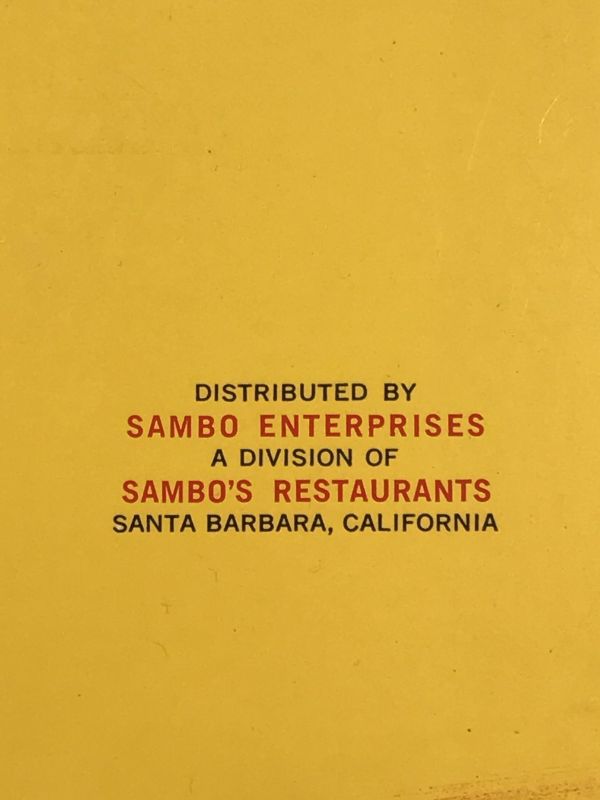 DISTRIBUTED BY
SAMBO ENTERPRISES
A DIVISION OF
SAMBO'S RESTAURANTS
SANTA BARBARA, CALIFORNIA